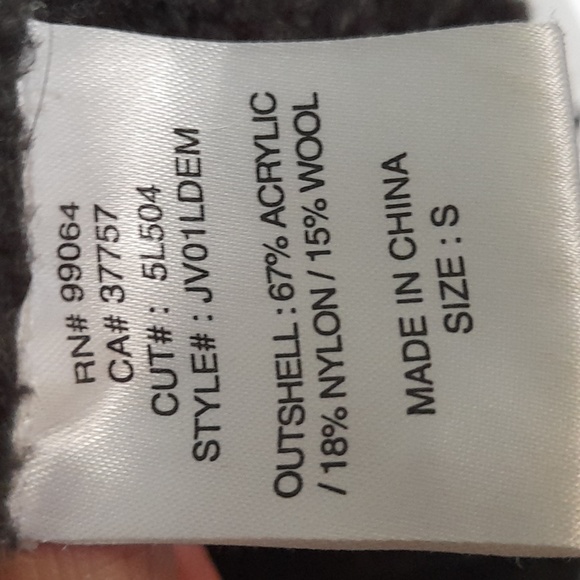 RN# 99064
CA# 37757
CUT# : 5L504
STYLE# : JV01LDEM
OUTSHELL : 67% ACRYLIC
/ 18% NYLON / 15% WOOL
MADE IN CHINA
SIZE : S